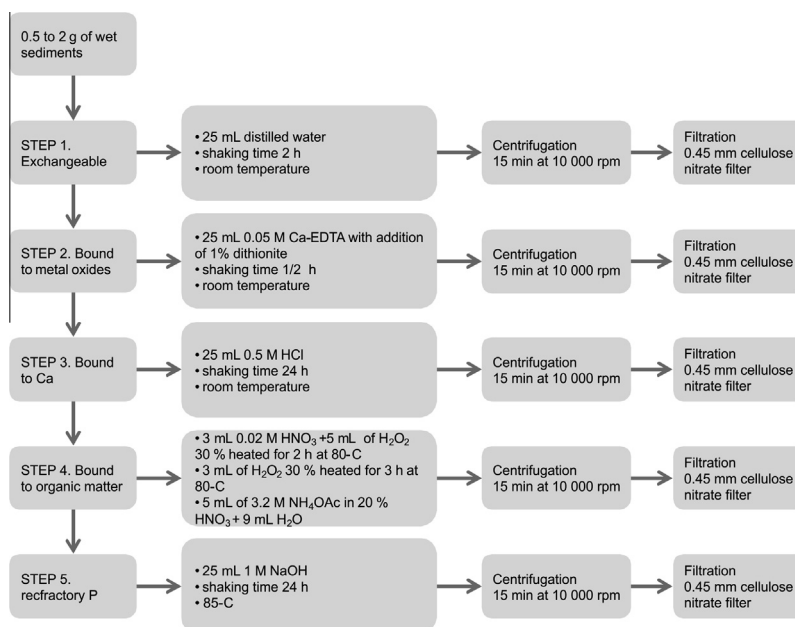 0.5 to 2 g of wet
sediments
STEP 1.
Exchangeable
• 25 mL distilled water
• shaking time 2 h
• room temperature
Centrifugation
15 min at 10 000 rpm
Filtration
0.45 mm cellulose
nitrate filter
STEP 2. Bound
to metal oxides
• 25 mL 0.05 M Ca-EDTA with addition
of 1% dithionite
• shaking time 1/2 h
• room temperature
Centrifugation
15 min at 10 000 rpm
Filtration
0.45 mm cellulose
nitrate filter
STEP 3. Bound
to Ca
• 25 mL 0.5 M HCl
• shaking time 24 h
• room temperature
Centrifugation
15 min at 10 000 rpm
Filtration
0.45 mm cellulose
nitrate filter
STEP 4. Bound
to organic matter
• 3 mL 0.02 M HNO₃ +5 mL of H₂O₂
30 % heated for 2 h at 80-C
• 3 mL of H₂O₂ 30 % heated for 3 h at
80-C
• 5 mL of 3.2 M NH₄OAc in 20 %
HNO₃ + 9 mL H₂O
Centrifugation
15 min at 10 000 rpm
Filtration
0.45 mm cellulose
nitrate filter
STEP 5.
recfractory P
• 25 mL 1 M NaOH
• shaking time 24 h
• 85-C
Centrifugation
15 min at 10 000 rpm
Filtration
0.45 mm cellulose
nitrate filter